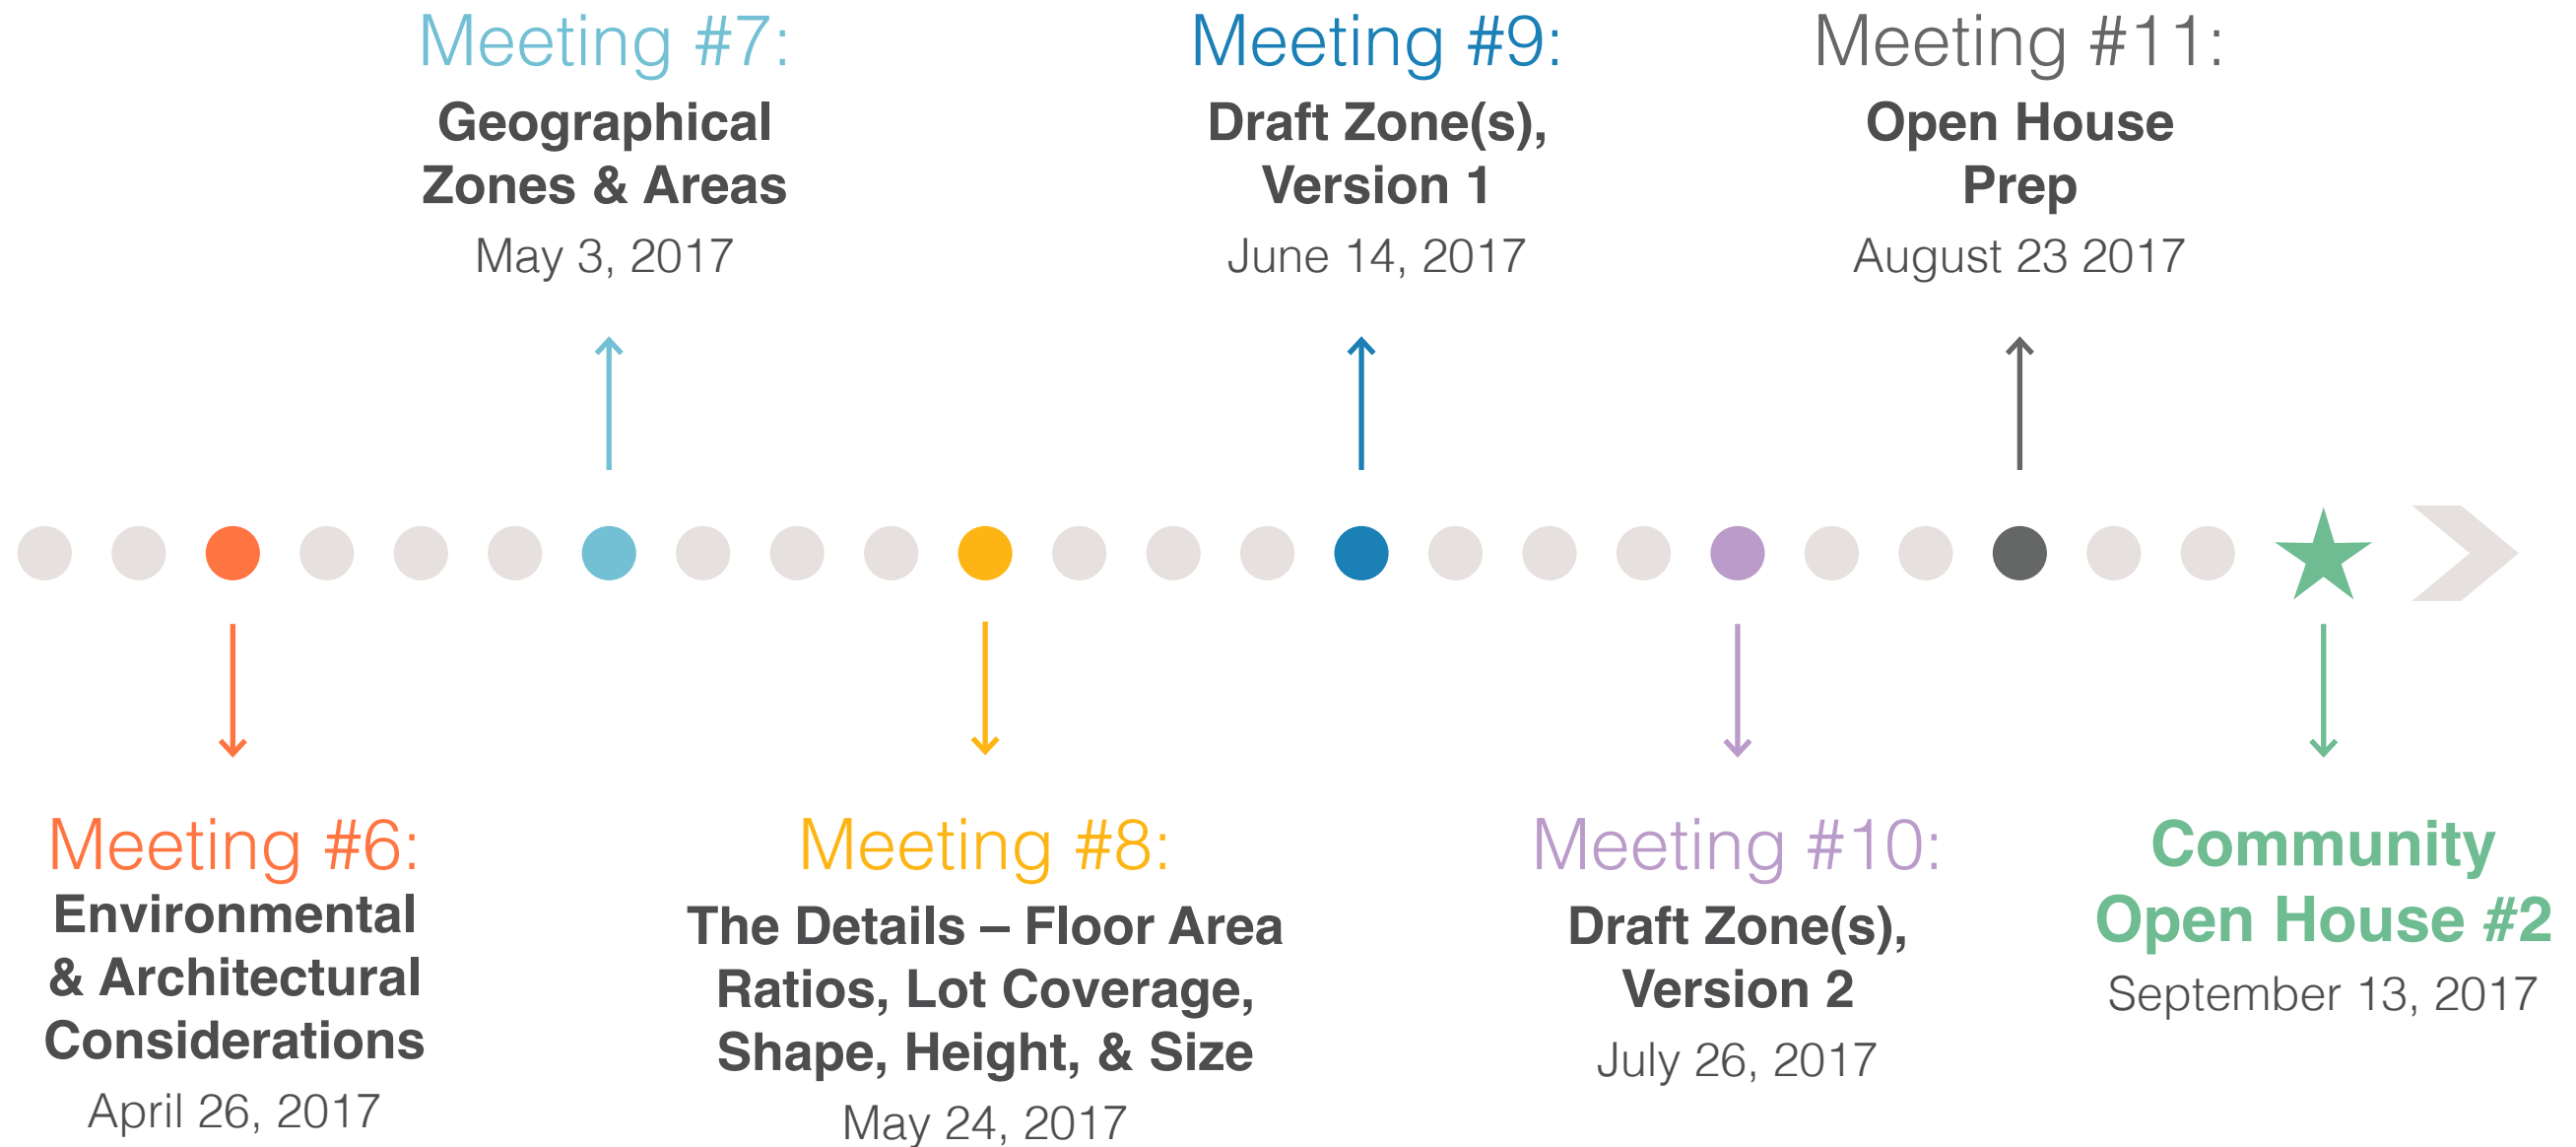 Meeting #7:
Geographical
Zones & Areas
May 3, 2017
Meeting #9:
Draft Zone(s),
Version 1
June 14, 2017
Meeting #11:
Open House
Prep
August 23 2017
Meeting #6:
Environmental
& Architectural
Considerations
April 26, 2017
Meeting #8:
The Details – Floor Area
Ratios, Lot Coverage,
Shape, Height, & Size
May 24, 2017
Meeting #10:
Draft Zone(s),
Version 2
July 26, 2017
Community
Open House #2
September 13, 2017